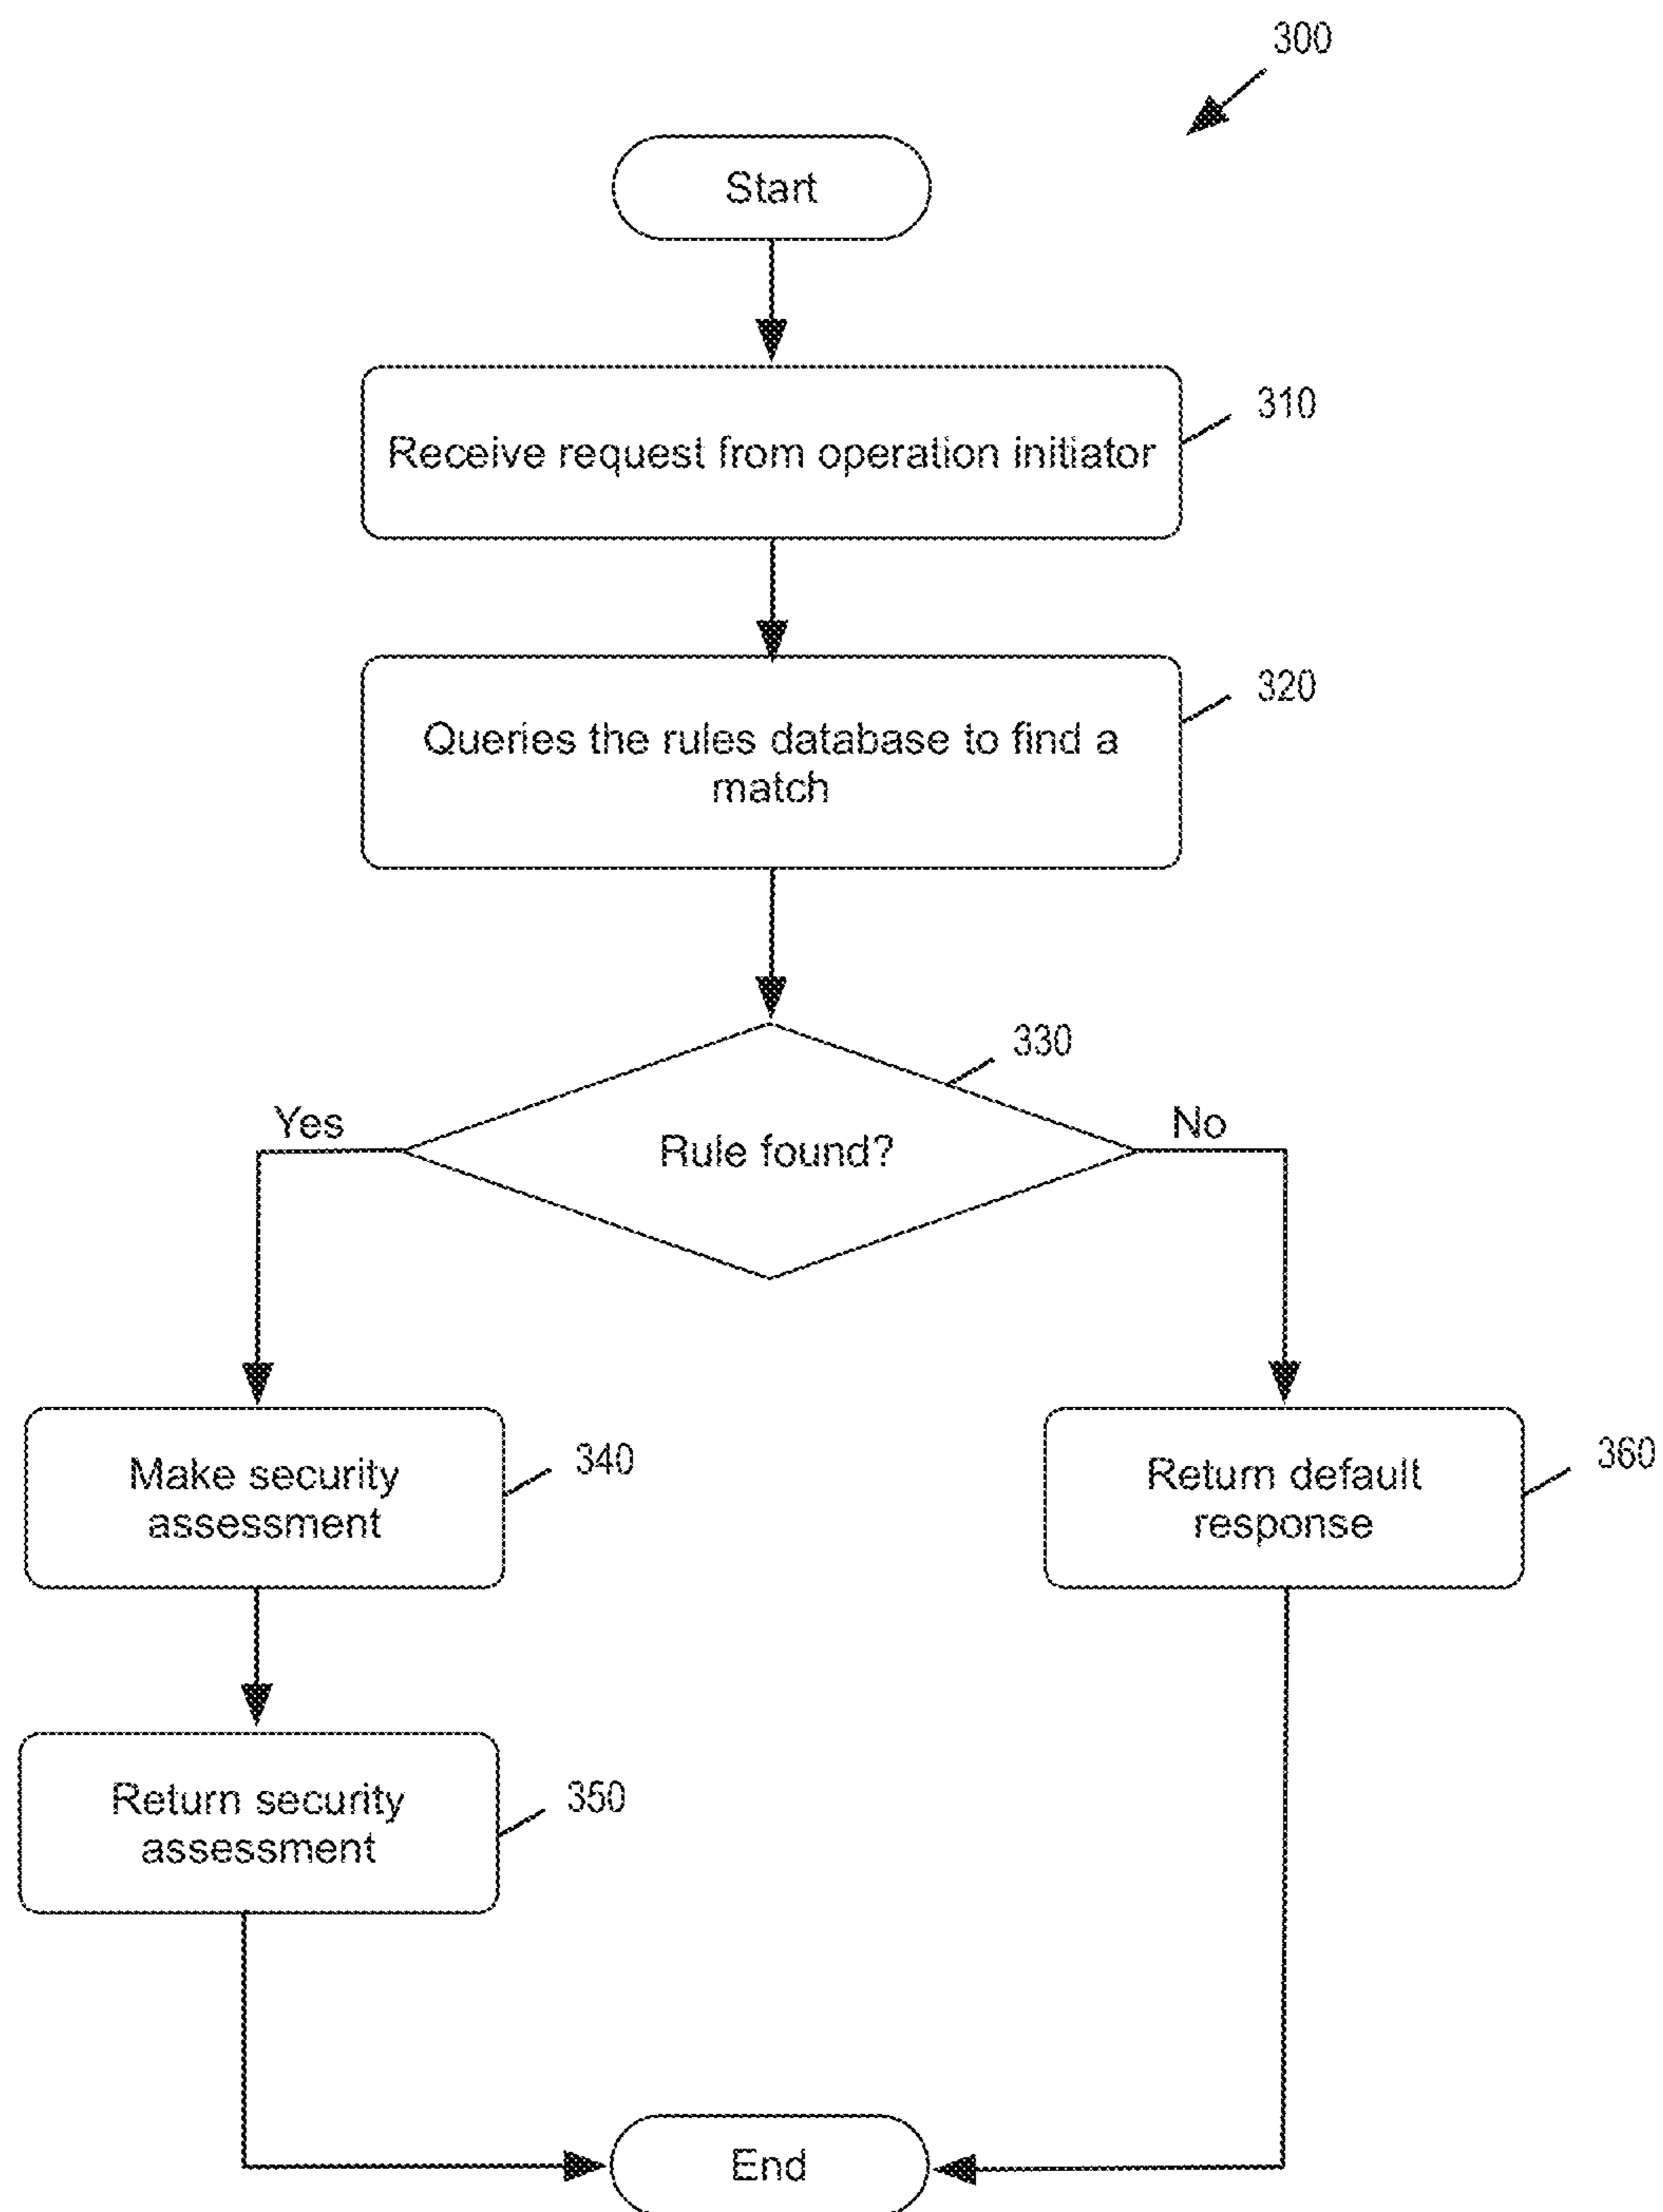 300
Start
Receive request from operation initiator
310
Queries the rules database to find a
match
320
330
Rule found?
Yes
No
Make security
assessment
340
Return default
response
360
Return security
assessment
350
End